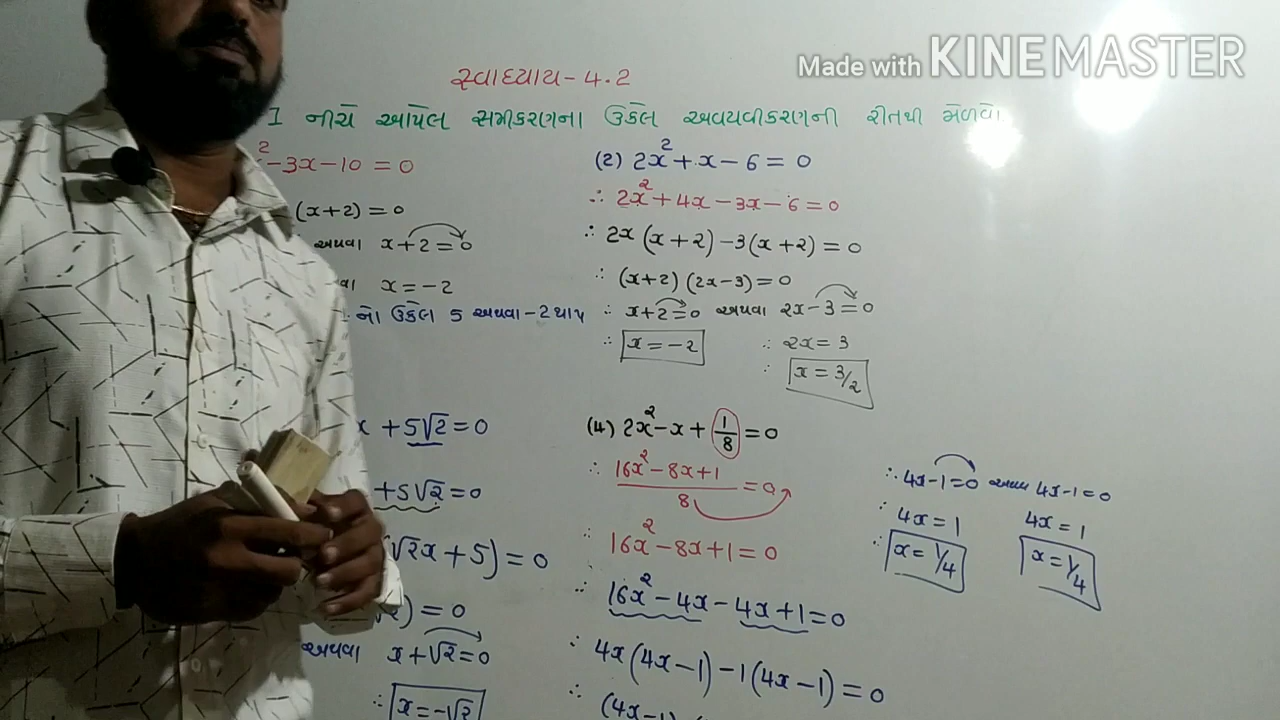 Made with KINEMASTER
સ્વાધ્યાય - 4.2
1 નીચે આપેલ સમીકરણના ઉકેલ અવયવીકરણની રીતથી મેળવો
² - 3x - 10 = 0
(x+2) = 0
અથવા x+2 = 0
વા x = -2
નો ઉકેલ 5 અથવા -2 થાય
(2) 2x² + x - 6 = 0
∴ 2x² + 4x - 3x - 6 = 0
∴ 2x (x+2) - 3(x+2) = 0
∴ (x+2) (2x-3) = 0
∴ x+2 = 0 અથવા 2x-3 = 0
∴ x = -2 ∴ 2x = 3
∴ x = 3/2
x + 5√2 = 0
+ 5√2 = 0
(√2x + 5) = 0
√2) = 0
અથવા x+√2 = 0
∴ x = -√2
(4) 2x² - x + 1/8 = 0
∴ 16x² - 8x + 1 / 8 = 0
∴ 16x² - 8x + 1 = 0
∴ 16x² - 4x - 4x + 1 = 0
∴ 4x (4x-1) - 1 (4x-1) = 0
∴ (4x-1) (
∴ 4x-1 = 0 અથવા 4x-1 = 0
∴ 4x = 1 4x = 1
∴ x = 1/4 x = 1/4